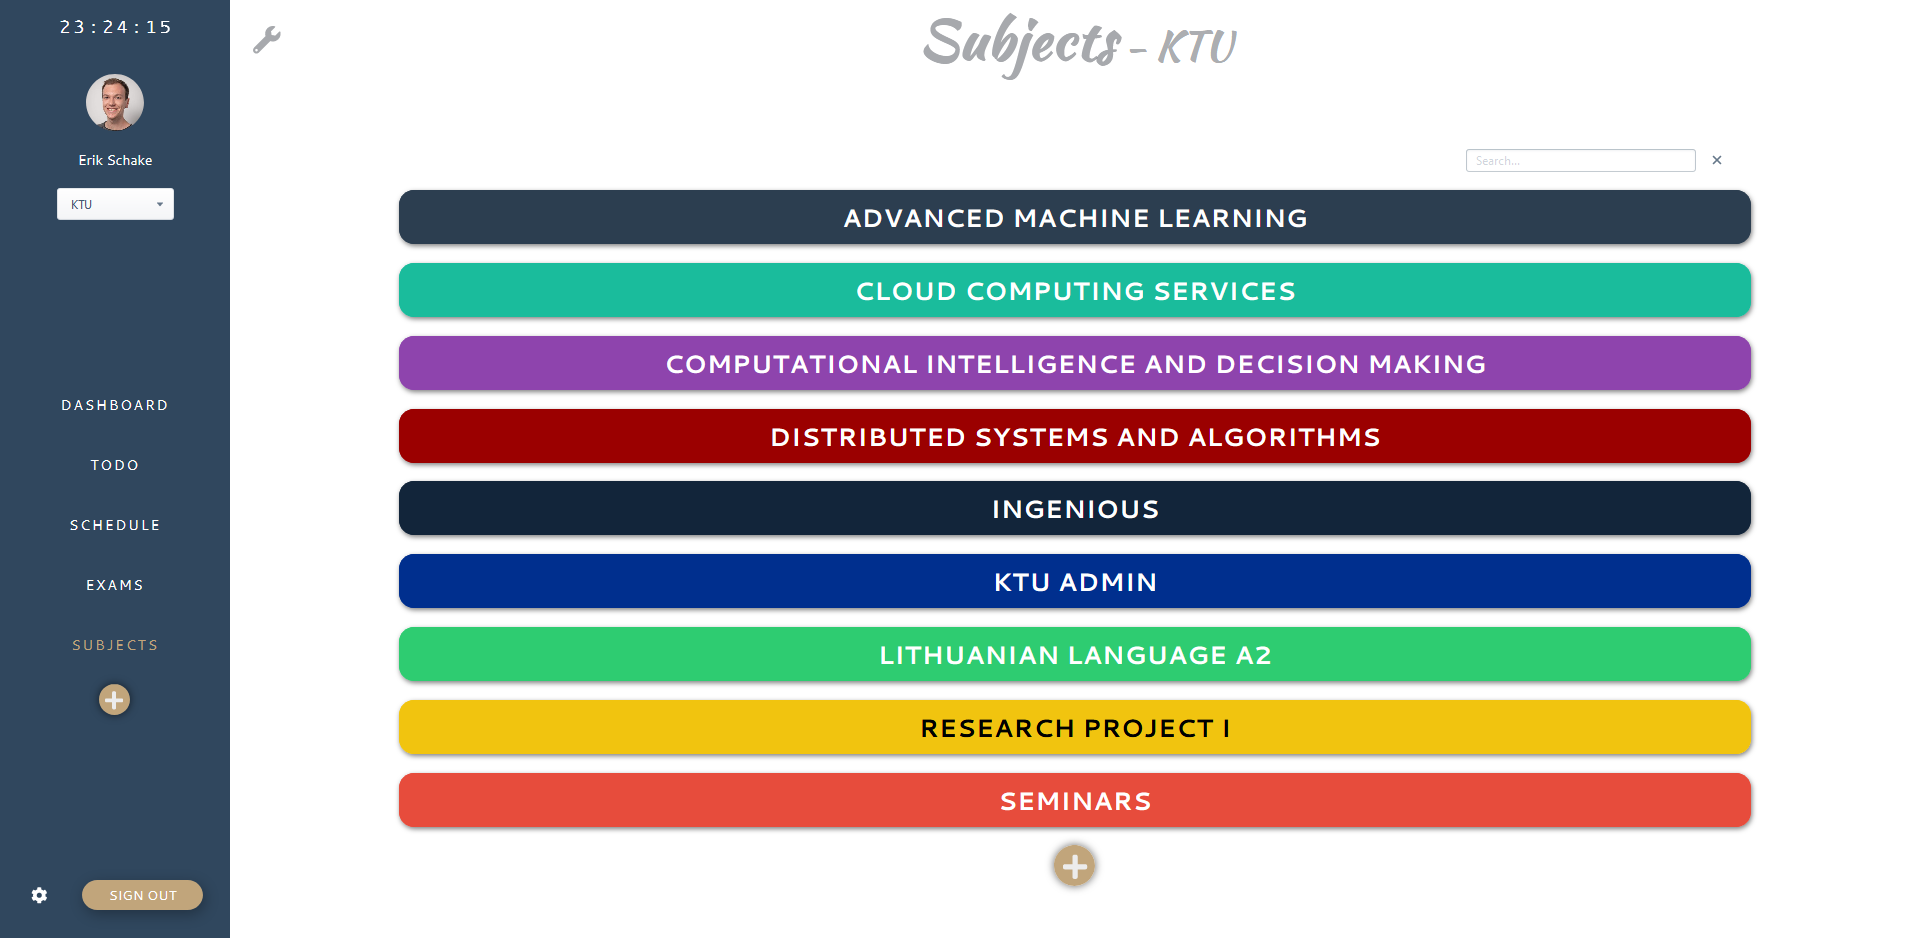 23:24:15
Erik Schake
KTU
DASHBOARD
TODO
SCHEDULE
EXAMS
SUBJECTS
SIGN OUT
Subjects - KTU
Search...
ADVANCED MACHINE LEARNING
CLOUD COMPUTING SERVICES
COMPUTATIONAL INTELLIGENCE AND DECISION MAKING
DISTRIBUTED SYSTEMS AND ALGORITHMS
INGENIOUS
KTU ADMIN
LITHUANIAN LANGUAGE A2
RESEARCH PROJECT I
SEMINARS